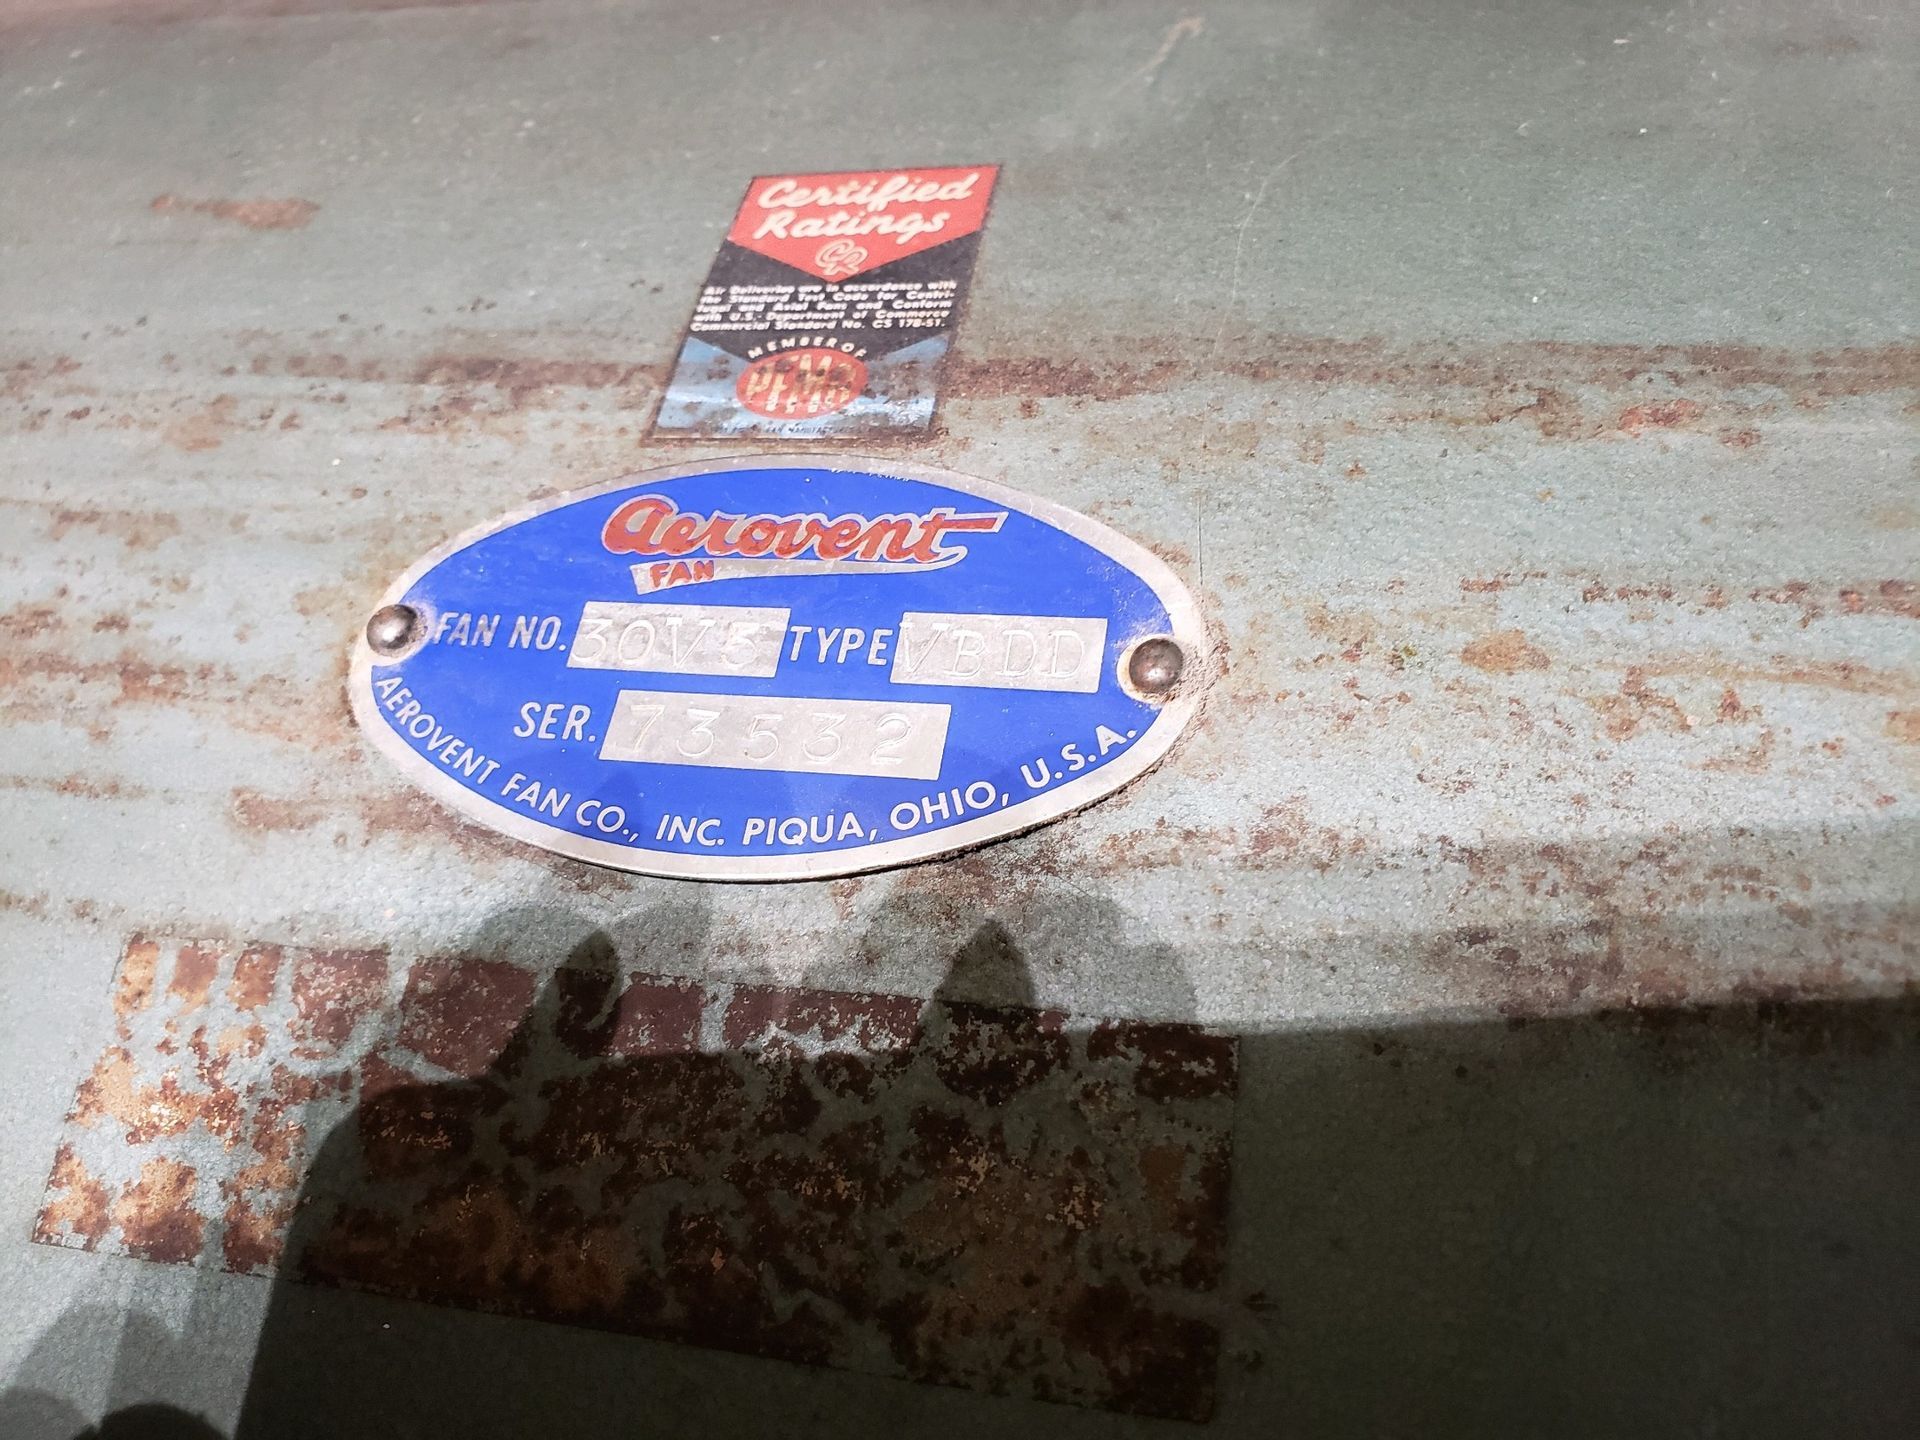 Certified
Ratings
CR
Air Deliveries are in accordance with
the Standard Test Code for Centri-
fugal and Axial Fans and Conform
with U.S. Department of Commerce
Commercial Standard No. CS 178-51.
MEMBER OF
PFMA
Aerovent
FAN
FAN NO. 30V5 TYPE VBDD
SER. 73532
AEROVENT FAN CO., INC. PIQUA, OHIO, U.S.A.